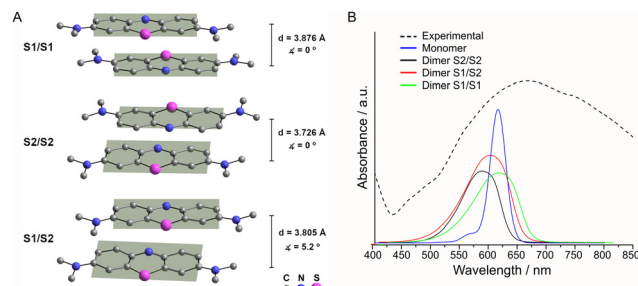 A
S1/S1
d = 3.876 Å
∡ = 0 º
S2/S2
d = 3.726 Å
∡ = 0 º
S1/S2
d = 3.805 Å
∡ = 5.2 º
C N S
B
Experimental
Monomer
Dimer S2/S2
Dimer S1/S2
Dimer S1/S1
Absorbance / a.u.
400 450 500 550 600 650 700 750 800 850
Wavelength / nm